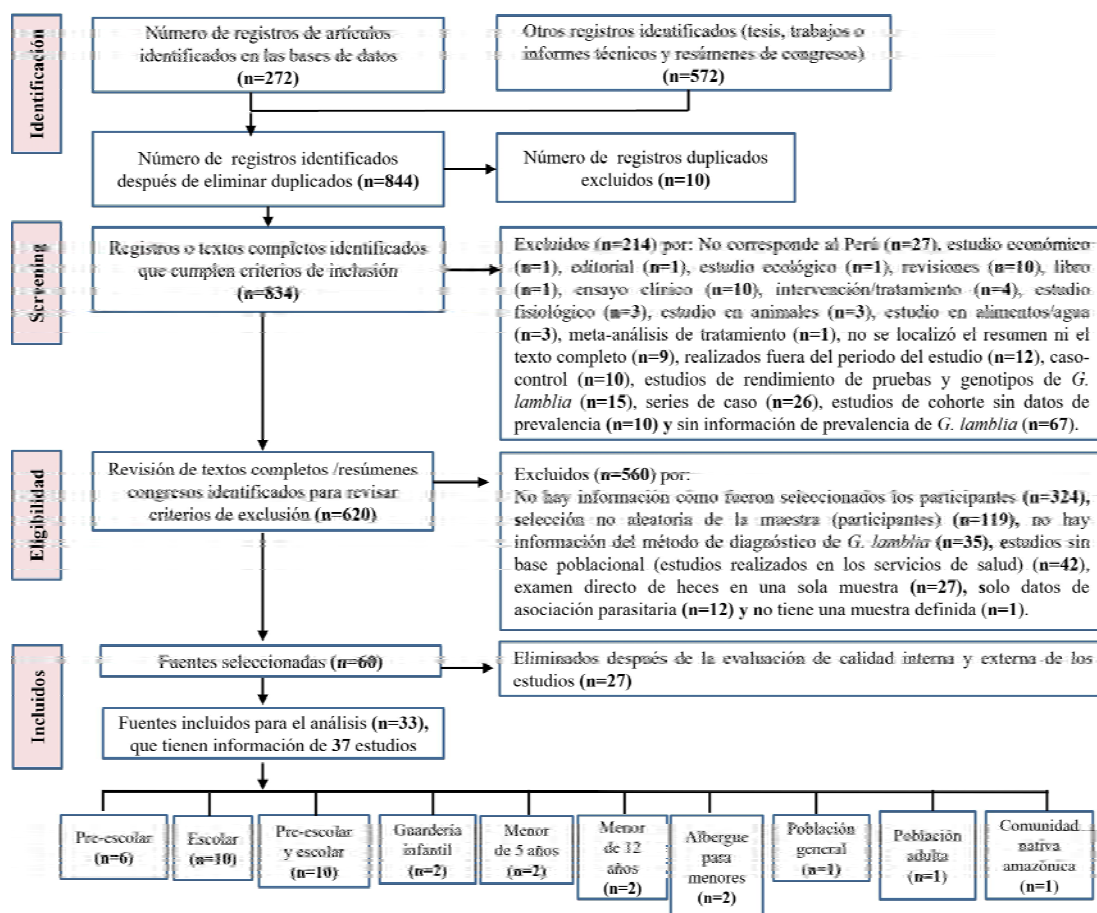 Identificación
Número de registros de artículos
identificados en las bases de datos
(n=272)
Otros registros identificados (tesis, trabajos o
informes técnicos y resúmenes de congresos)
(n=572)
Número de registros identificados
después de eliminar duplicados (n=844)
Número de registros duplicados
excluidos (n=10)
Screening
Registros o textos completos identificados
que cumplen criterios de inclusión
(n=834)
Excluidos (n=214) por: No corresponde al Perú (n=27), estudio económico
(n=1), editorial (n=1), estudio ecológico (n=1), revisiones (n=10), libro
(n=1), ensayo clínico (n=10), intervención/tratamiento (n=4), estudio
fisiológico (n=3), estudio en animales (n=3), estudio en alimentos/agua
(n=3), meta-análisis de tratamiento (n=1), no se localizó el resumen ni el
texto completo (n=9), realizados fuera del periodo del estudio (n=12), caso-
control (n=10), estudios de rendimiento de pruebas y genotipos de G.
lamblia (n=15), series de caso (n=26), estudios de cohorte sin datos de
prevalencia (n=10) y sin información de prevalencia de G. lamblia (n=67).
Eligibilidad
Revisión de textos completos /resúmenes
congresos identificados para revisar
criterios de exclusión (n=620)
Excluidos (n=560) por:
No hay información cómo fueron seleccionados los participantes (n=324),
selección no aleatoria de la muestra (participantes) (n=119), no hay
información del método de diagnóstico de G. lamblia (n=35), estudios sin
base poblacional (estudios realizados en los servicios de salud) (n=42),
examen directo de heces en una sola muestra (n=27), solo datos de
asociación parasitaria (n=12) y no tiene una muestra definida (n=1).
Incluidos
Fuentes seleccionadas (n=60)
Eliminados después de la evaluación de calidad interna y externa de los
estudios (n=27)
Fuentes incluidos para el análisis (n=33),
que tienen información de 37 estudios
Pre-escolar
(n=6)
Escolar
(n=10)
Pre-escolar
y escolar
(n=10)
Guardería
infantil
(n=2)
Menor
de 5 años
(n=2)
Menor
de 12
años
(n=2)
Albergue
para
menores
(n=2)
Población
general
(n=1)
Población
adulta
(n=1)
Comunidad
nativa
amazónica
(n=1)